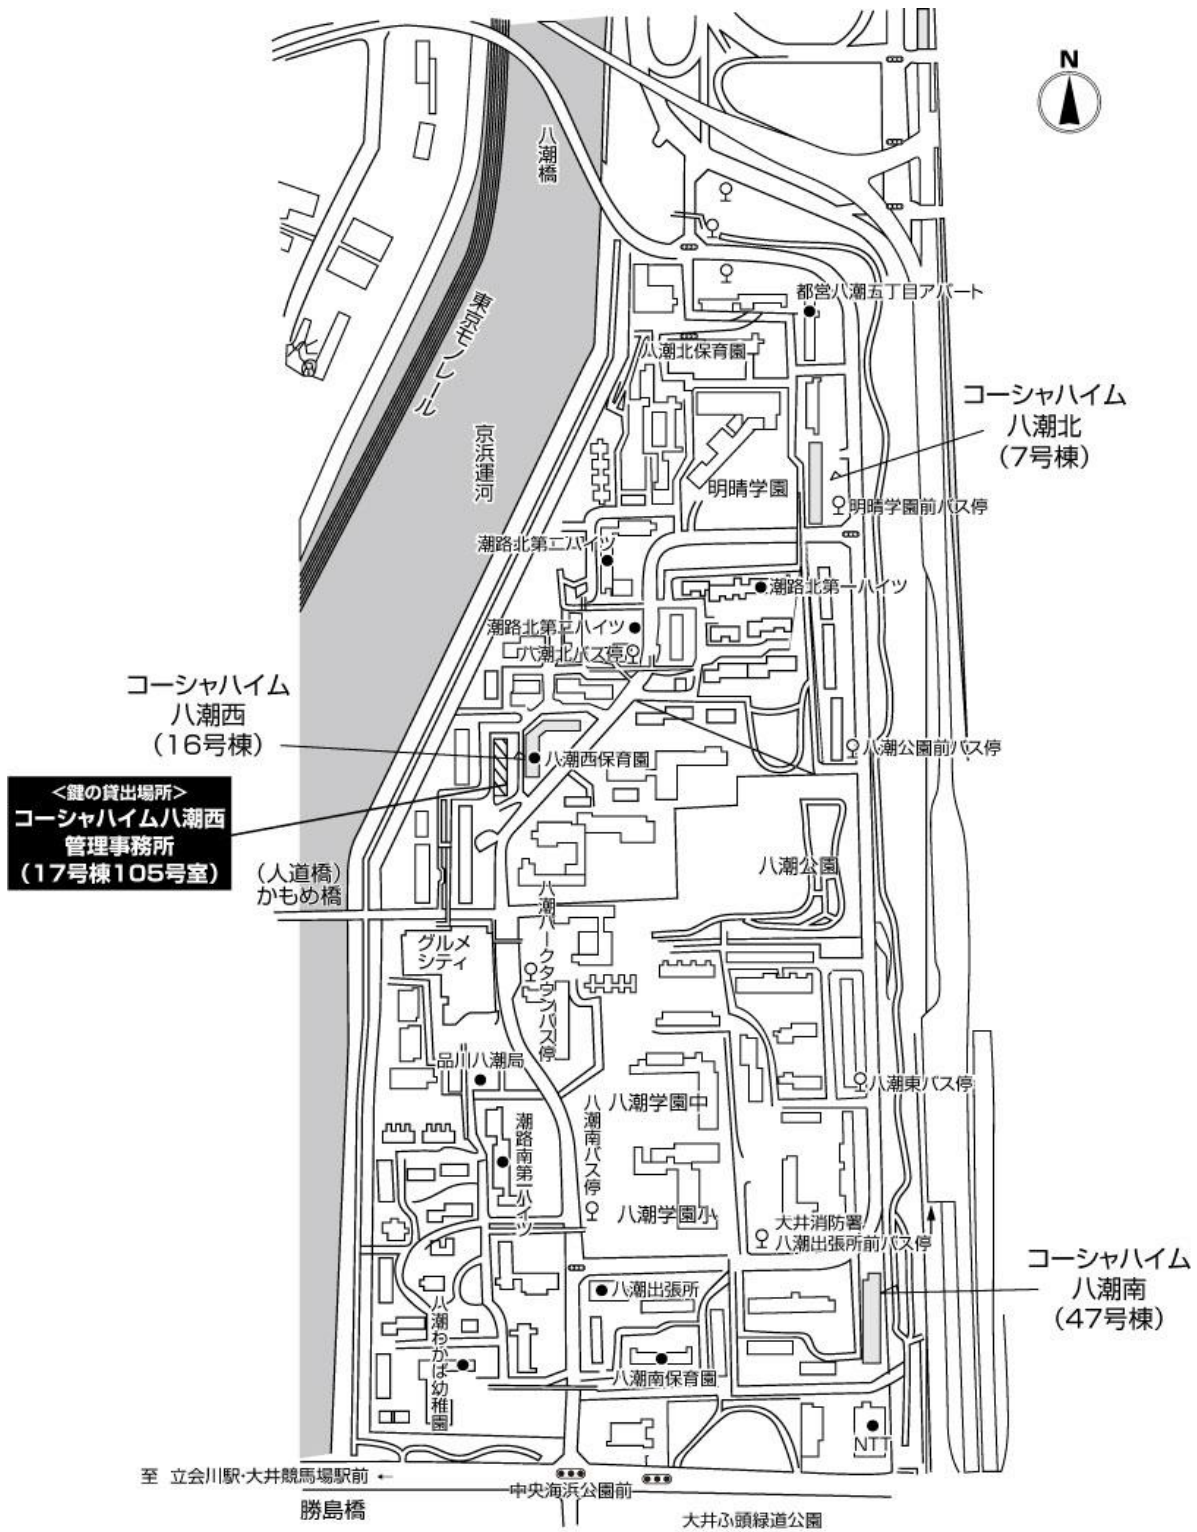 N
八潮橋
東京モノレール
京浜運河
都営八潮五丁目アパート
八潮北保育園
コーシャハイム
八潮北
(7号棟)
明晴学園
明晴学園前バス停
潮路北第二ハイツ
潮路北第一ハイツ
潮路北第三ハイツ
八潮北バス停
コーシャハイム
八潮西
(16号棟)
八潮西保育園
八潮公園前バス停
<鍵の貸出場所>
コーシャハイム八潮西
管理事務所
(17号棟105号室)
(人道橋)
かもめ橋
八潮公園
グルメ
シティ
八潮パークタウンバス停
品川八潮局
八潮東バス停
八潮学園中
八潮南バス停
潮路南第一ハイツ
八潮学園小
大井消防署
八潮出張所前バス停
コーシャハイム
八潮南
(47号棟)
八潮出張所
八潮わかば幼稚園
八潮南保育園
NTT
至 立会川駅・大井競馬場駅前 ←
中央海浜公園前
勝島橋
大井ふ頭緑道公園